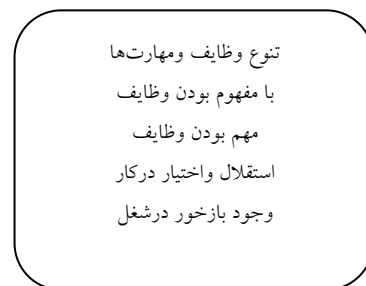 تنوع وظایف ومهارت‌ها
با مفهوم بودن وظایف
مهم بودن وظایف
استقلال واختیار درکار
وجود بازخور درشغل